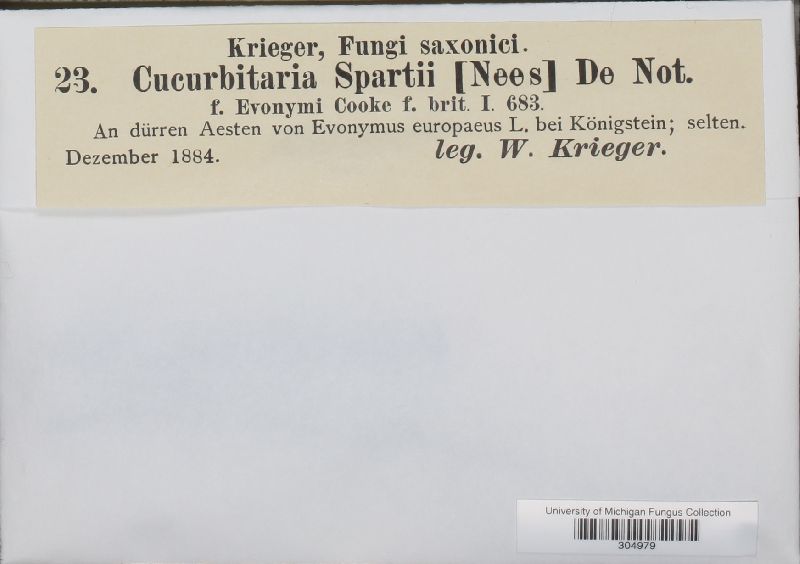 Krieger, Fungi saxonici.
23. Cucurbitaria Spartii [Nees] De Not.
f. Evonymi Cooke f. brit. I. 683.
An dürren Aesten von Evonymus europaeus L. bei Königstein; selten.
Dezember 1884. leg. W. Krieger.
University of Michigan Fungus Collection
304979